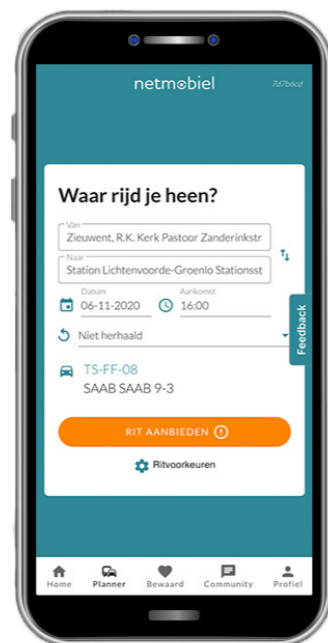 netmobiel
7d7b6cd
Waar rijd je heen?
Van
Zieuwent, R.K. Kerk Pastoor Zanderinkstr
Naar
Station Lichtenvoorde-Groenlo Stationsst
Datum
Aankomst
06-11-2020
16:00
Niet herhaald
Feedback
TS-FF-08
SAAB SAAB 9-3
RIT AANBIEDEN
Ritvoorkeuren
Home
Planner
Bewaard
Community
Profiel